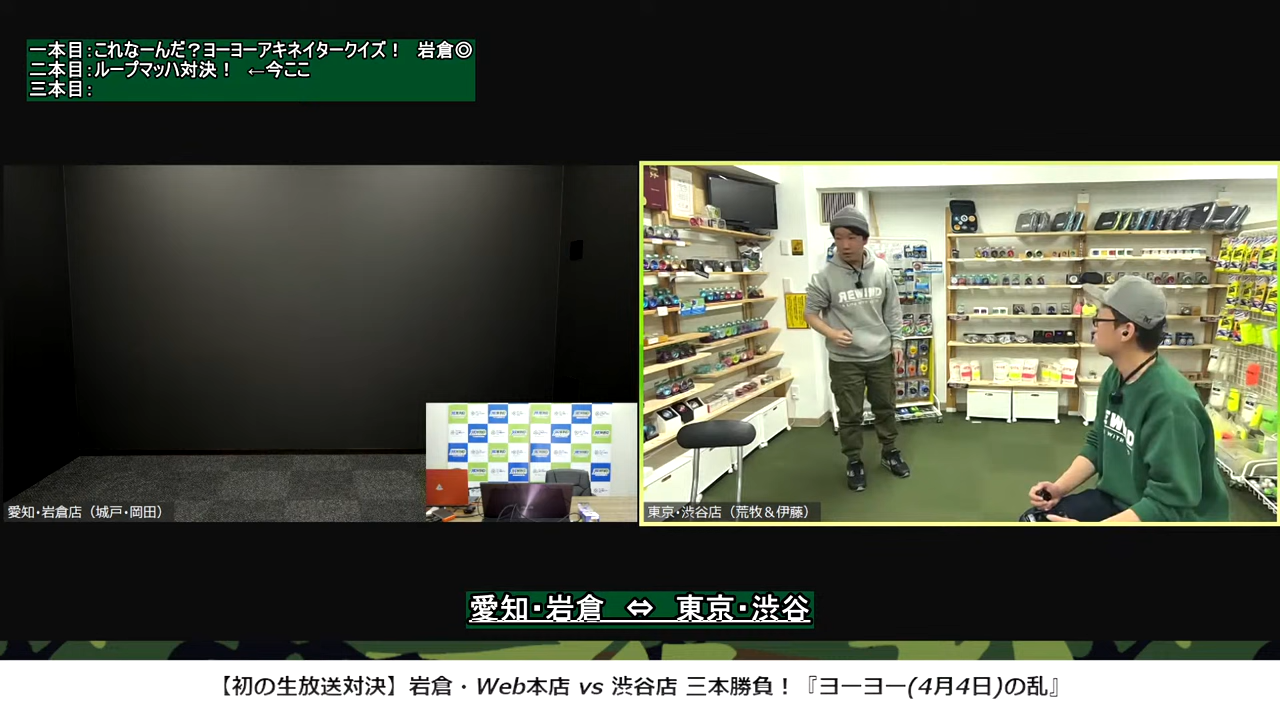 一本目：これなーんだ？ヨーヨーアキネイタークイズ！　岩倉◎
二本目：ループマッハ対決！　←今ここ
三本目：
REWIND
REWIND
愛知・岩倉店（城戸・岡田）
東京・渋谷店（荒牧＆伊藤）
愛知・岩倉　⇔　東京・渋谷
【初の生放送対決】岩倉・Web本店 vs 渋谷店 三本勝負！『ヨーヨー(4月4日)の乱』